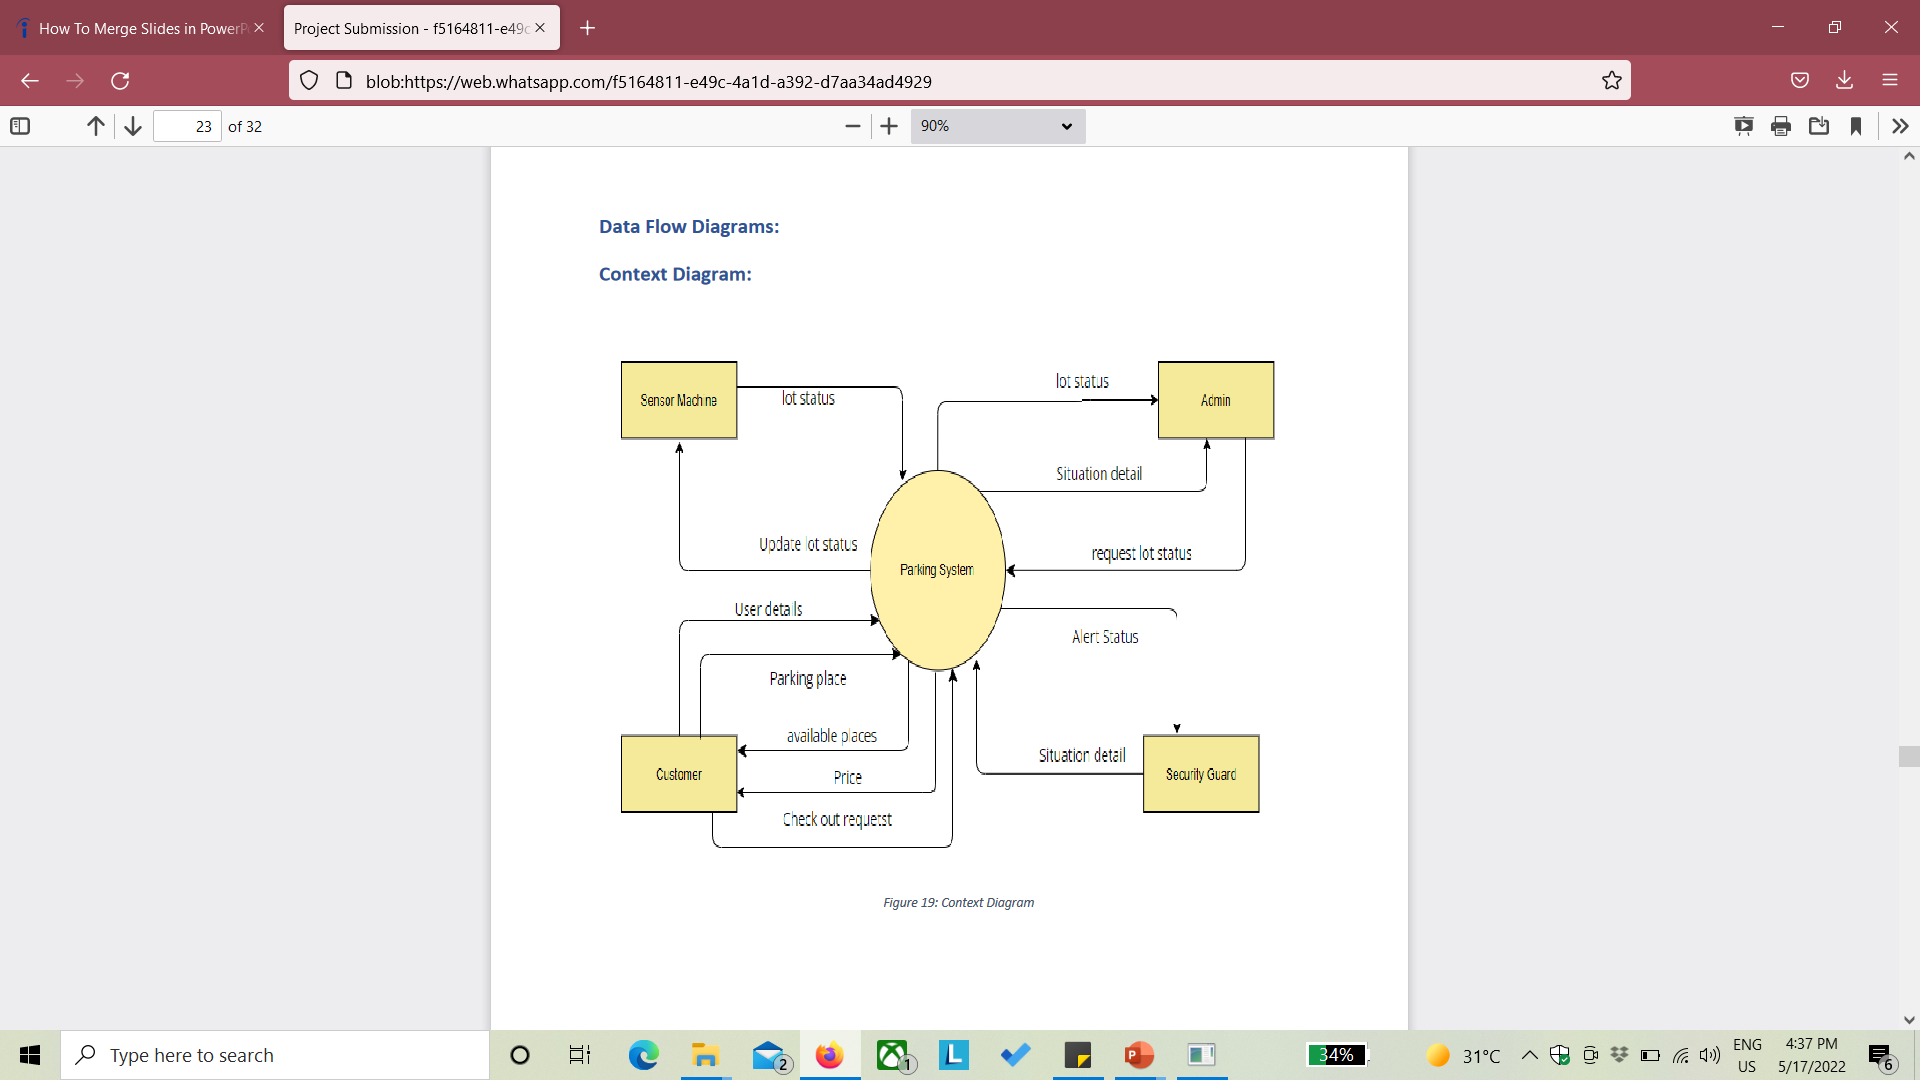 How To Merge Slides in PowerP
Project Submission - f5164811-e49c
blob:https://web.whatsapp.com/f5164811-e49c-4a1d-a392-d7aa34ad4929
23 of 32
90%
Data Flow Diagrams:
Context Diagram:
Sensor Machine
lot status
lot status
Admin
Situation detail
Update lot status
request lot status
Parking System
User details
Alert Status
Parking place
available places
Situation detail
Customer
Price
Security Guard
Check out requetst
Figure 19: Context Diagram
Type here to search
2
1
L
P
34%
31°C
ENG
US
4:37 PM
5/17/2022
6